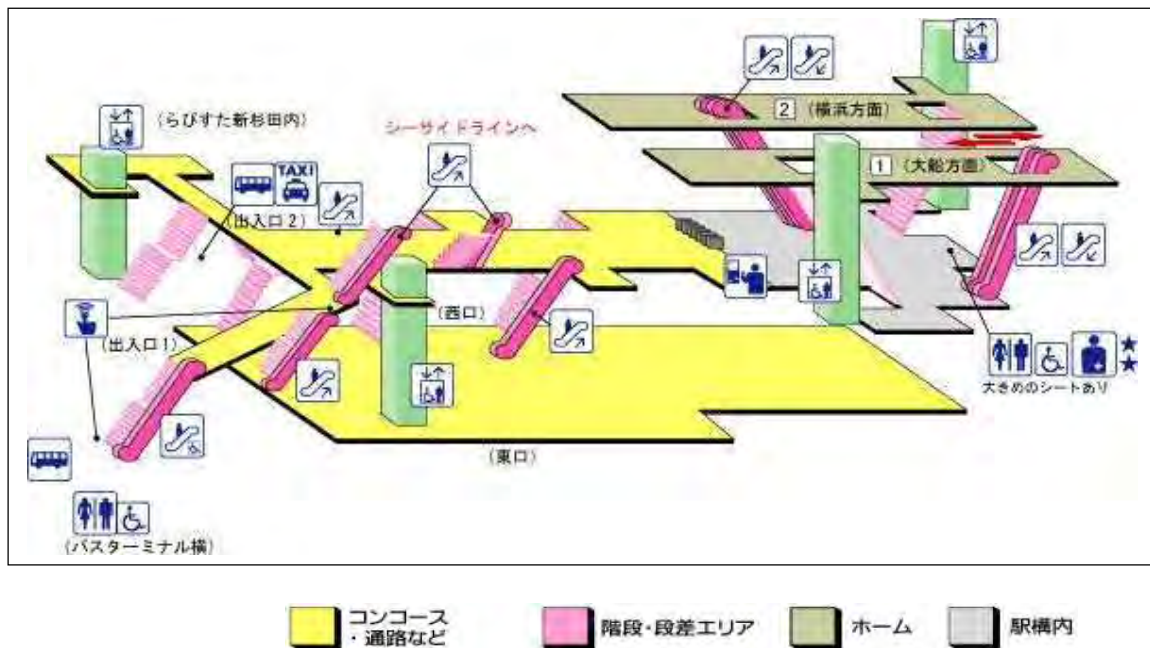 (らびすた新杉田内)
シーサイドラインへ
2 (横浜方面)
1 (大船方面)
TAXI
(出入口2)
(西口)
(出入口1)
大きめのシートあり
(東口)
(バスターミナル横)
コンコース
・通路など
階段・段差エリア
ホーム
駅構内